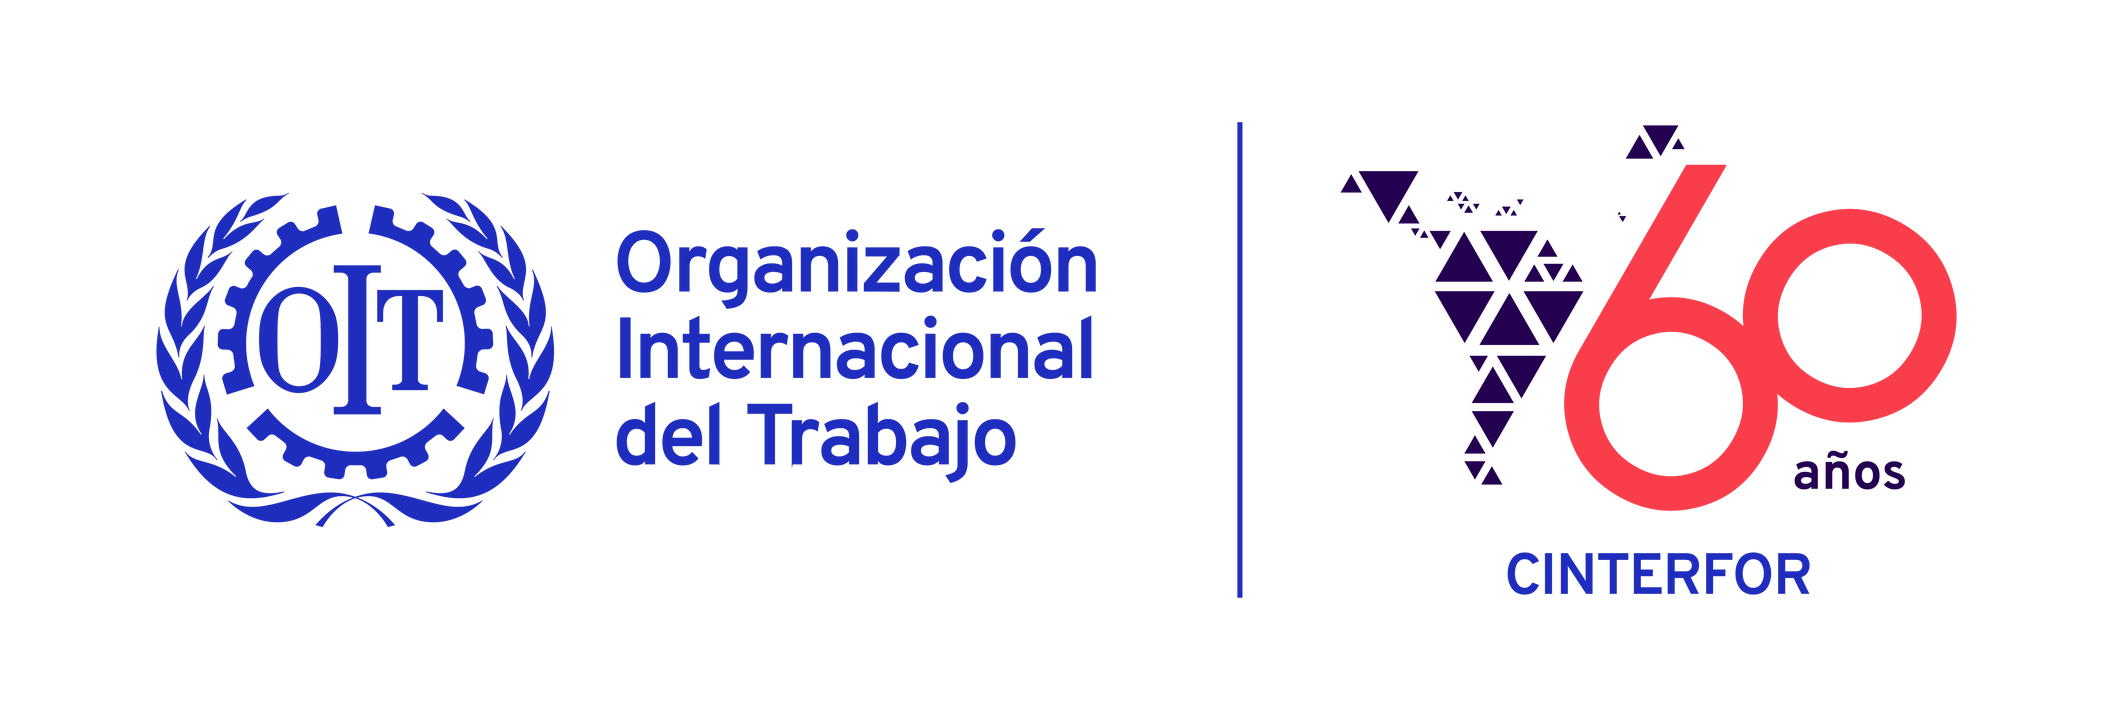 OIT
Organización
Internacional
del Trabajo
60
años
CINTERFOR